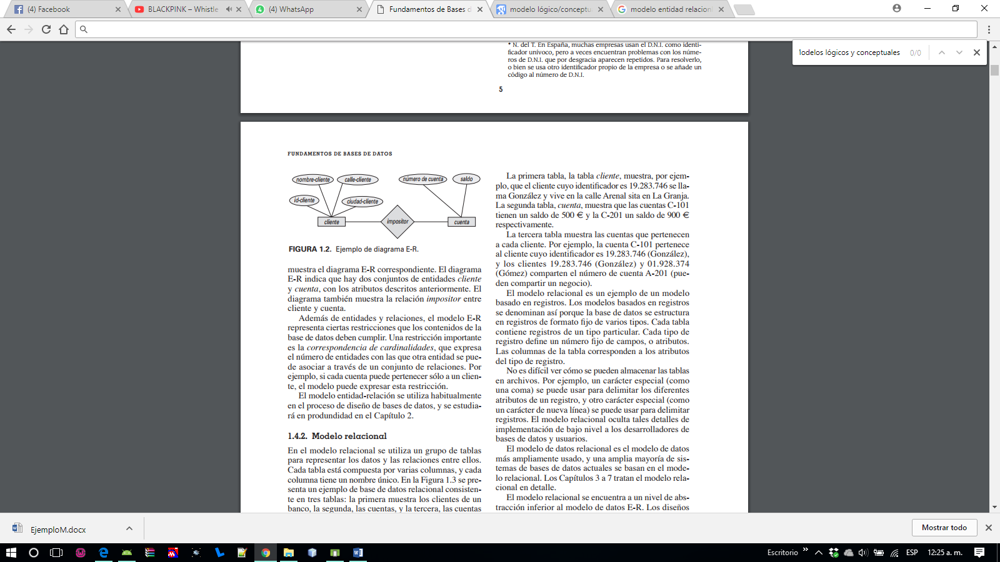 (4) Facebook
BLACKPINK – Whistle
(4) WhatsApp
Fundamentos de Bases d
modelo lógico/conceptu
modelo entidad relacion
lodelos lógicos y conceptuales
0/0
* N. del T. En España, muchas empresas usan el D.N.I. como identi-
ficador unívoco, pero a veces encuentran problemas con los núme-
ros de D.N.I. que por desgracia aparecen repetidos. Para resolverlo,
o bien se usa otro identificador propio de la empresa o se añade un
código al número de D.N.I.
5
FUNDAMENTOS DE BASES DE DATOS
nombre-cliente
calle-cliente
número de cuenta
saldo
id-cliente
ciudad-cliente
cliente
impositor
cuenta
FIGURA 1.2. Ejemplo de diagrama E-R.
muestra el diagrama E-R correspondiente. El diagrama
E-R indica que hay dos conjuntos de entidades cliente
y cuenta, con los atributos descritos anteriormente. El
diagrama también muestra la relación impositor entre
cliente y cuenta.
Además de entidades y relaciones, el modelo E-R
representa ciertas restricciones que los contenidos de la
base de datos deben cumplir. Una restricción importante
es la correspondencia de cardinalidades, que expresa
el número de entidades con las que otra entidad se pue-
de asociar a través de un conjunto de relaciones. Por
ejemplo, si cada cuenta puede pertenecer sólo a un clien-
te, el modelo puede expresar esta restricción.
El modelo entidad-relación se utiliza habitualmente
en el proceso de diseño de bases de datos, y se estudia-
rá en produndidad en el Capítulo 2.
1.4.2. Modelo relacional
En el modelo relacional se utiliza un grupo de tablas
para representar los datos y las relaciones entre ellos.
Cada tabla está compuesta por varias columnas, y cada
columna tiene un nombre único. En la Figura 1.3 se pre-
senta un ejemplo de base de datos relacional consisten-
te en tres tablas: la primera muestra los clientes de un
banco, la segunda, las cuentas, y la tercera, las cuentas
La primera tabla, la tabla cliente, muestra, por ejem-
plo, que el cliente cuyo identificador es 19.283.746 se lla-
ma González y vive en la calle Arenal sita en La Granja.
La segunda tabla, cuenta, muestra que las cuentas C-101
tienen un saldo de 500 € y la C-201 un saldo de 900 €
respectivamente.
La tercera tabla muestra las cuentas que pertenecen
a cada cliente. Por ejemplo, la cuenta C-101 pertenece
al cliente cuyo identificador es 19.283.746 (González),
y los clientes 19.283.746 (González) y 01.928.374
(Gómez) comparten el número de cuenta A-201 (pue-
den compartir un negocio).
El modelo relacional es un ejemplo de un modelo
basado en registros. Los modelos basados en registros
se denominan así porque la base de datos se estructura
en registros de formato fijo de varios tipos. Cada tabla
contiene registros de un tipo particular. Cada tipo de
registro define un número fijo de campos, o atributos.
Las columnas de la tabla corresponden a los atributos
del tipo de registro.
No es difícil ver cómo se pueden almacenar las tablas
en archivos. Por ejemplo, un carácter especial (como
una coma) se puede usar para delimitar los diferentes
atributos de un registro, y otro carácter especial (como
un carácter de nueva línea) se puede usar para delimitar
registros. El modelo relacional oculta tales detalles de
implementación de bajo nivel a los desarrolladores de
bases de datos y usuarios.
El modelo de datos relacional es el modelo de datos
más ampliamente usado, y una amplia mayoría de sis-
temas de bases de datos actuales se basan en el mode-
lo relacional. Los Capítulos 3 a 7 tratan el modelo rela-
cional en detalle.
El modelo relacional se encuentra a un nivel de abs-
tracción inferior al modelo de datos E-R. Los diseños
EjemploM.docx
Mostrar todo
Escritorio
ESP
12:25 a. m.